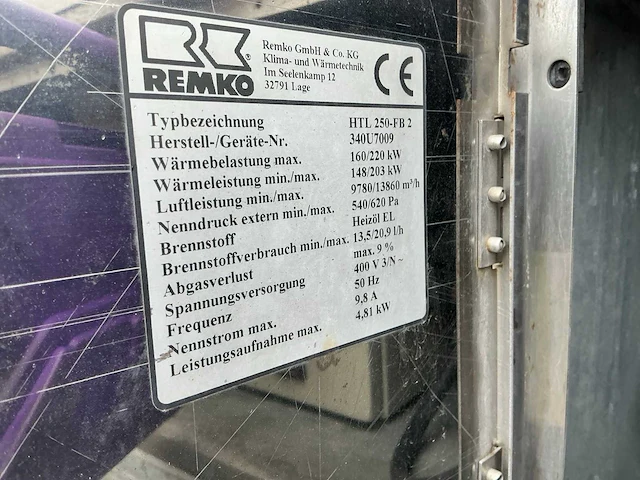 REMKO
Remko GmbH & Co. KG
Klima- und Wärmetechnik
Im Seelenkamp 12
32791 Lage
CE
Typbezeichnung HTL 250-FB 2
Herstell-/Geräte-Nr. 340U7009
Wärmebelastung max. 160/220 kW
Wärmeleistung min./max. 148/203 kW
Luftleistung min./max. 9780/13860 m³/h
Nenndruck extern min./max. 540/620 Pa
Brennstoff Heizöl EL
Brennstoffverbrauch min./max. 13,5/20,9 l/h
Abgasverlust max. 9 %
Spannungsversorgung 400 V 3/N~
Frequenz 50 Hz
Nennstrom max. 9,8 A
Leistungsaufnahme max. 4,81 kW